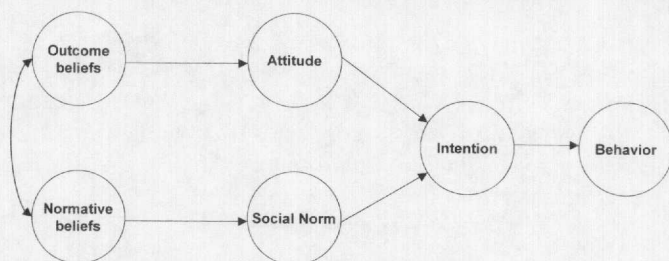 Outcome
beliefs
Attitude
Intention
Behavior
Normative
beliefs
Social Norm